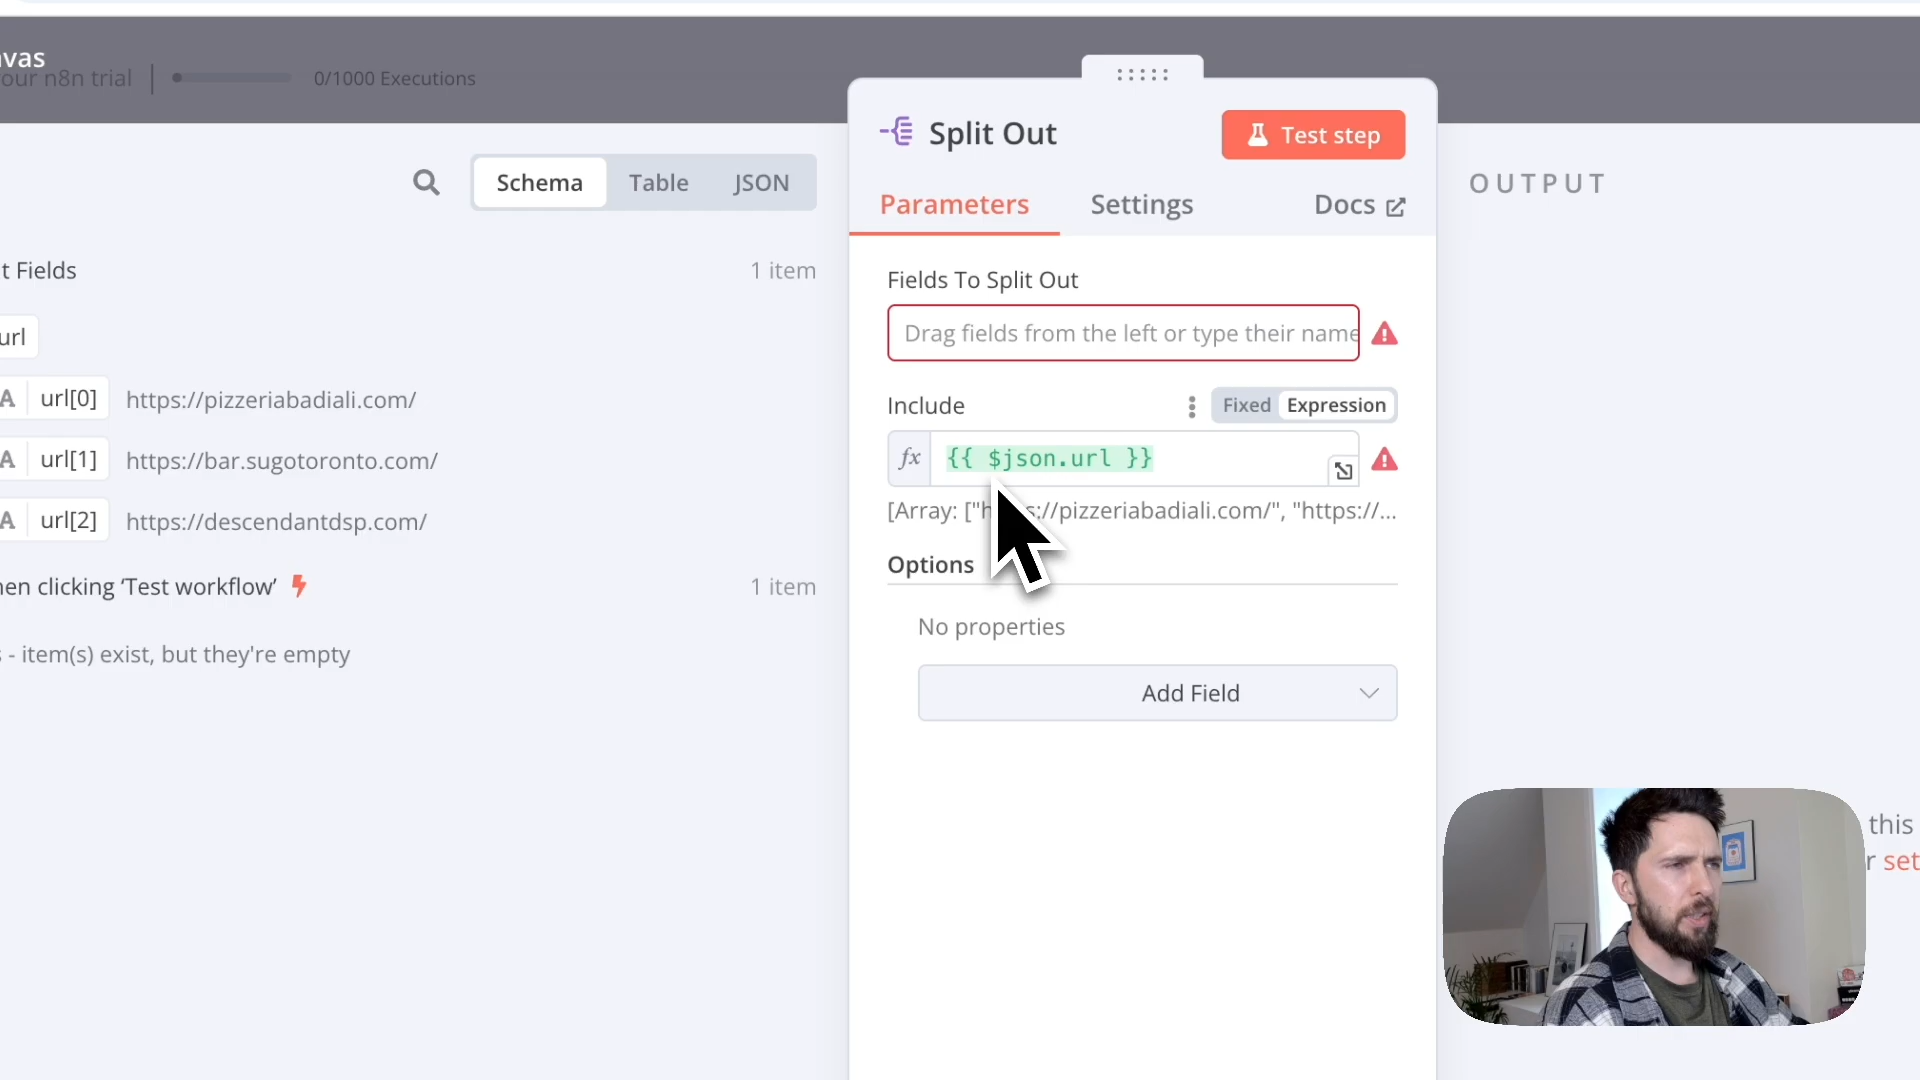 vas
our n8n trial
0/1000 Executions
Schema
Table
JSON
t Fields
1 item
url
A url[0] https://pizzeriabadiali.com/
A url[1] https://bar.sugotoronto.com/
A url[2] https://descendantdsp.com/
en clicking ‘Test workflow’
1 item
- item(s) exist, but they're empty
Split Out
Test step
Parameters
Settings
Docs
Fields To Split Out
Drag fields from the left or type their name
Include
Fixed
Expression
fx {{ $json.url }}
[Array: ["h s://pizzeriabadiali.com/", "https://...
Options
No properties
Add Field
OUTPUT
this
r set